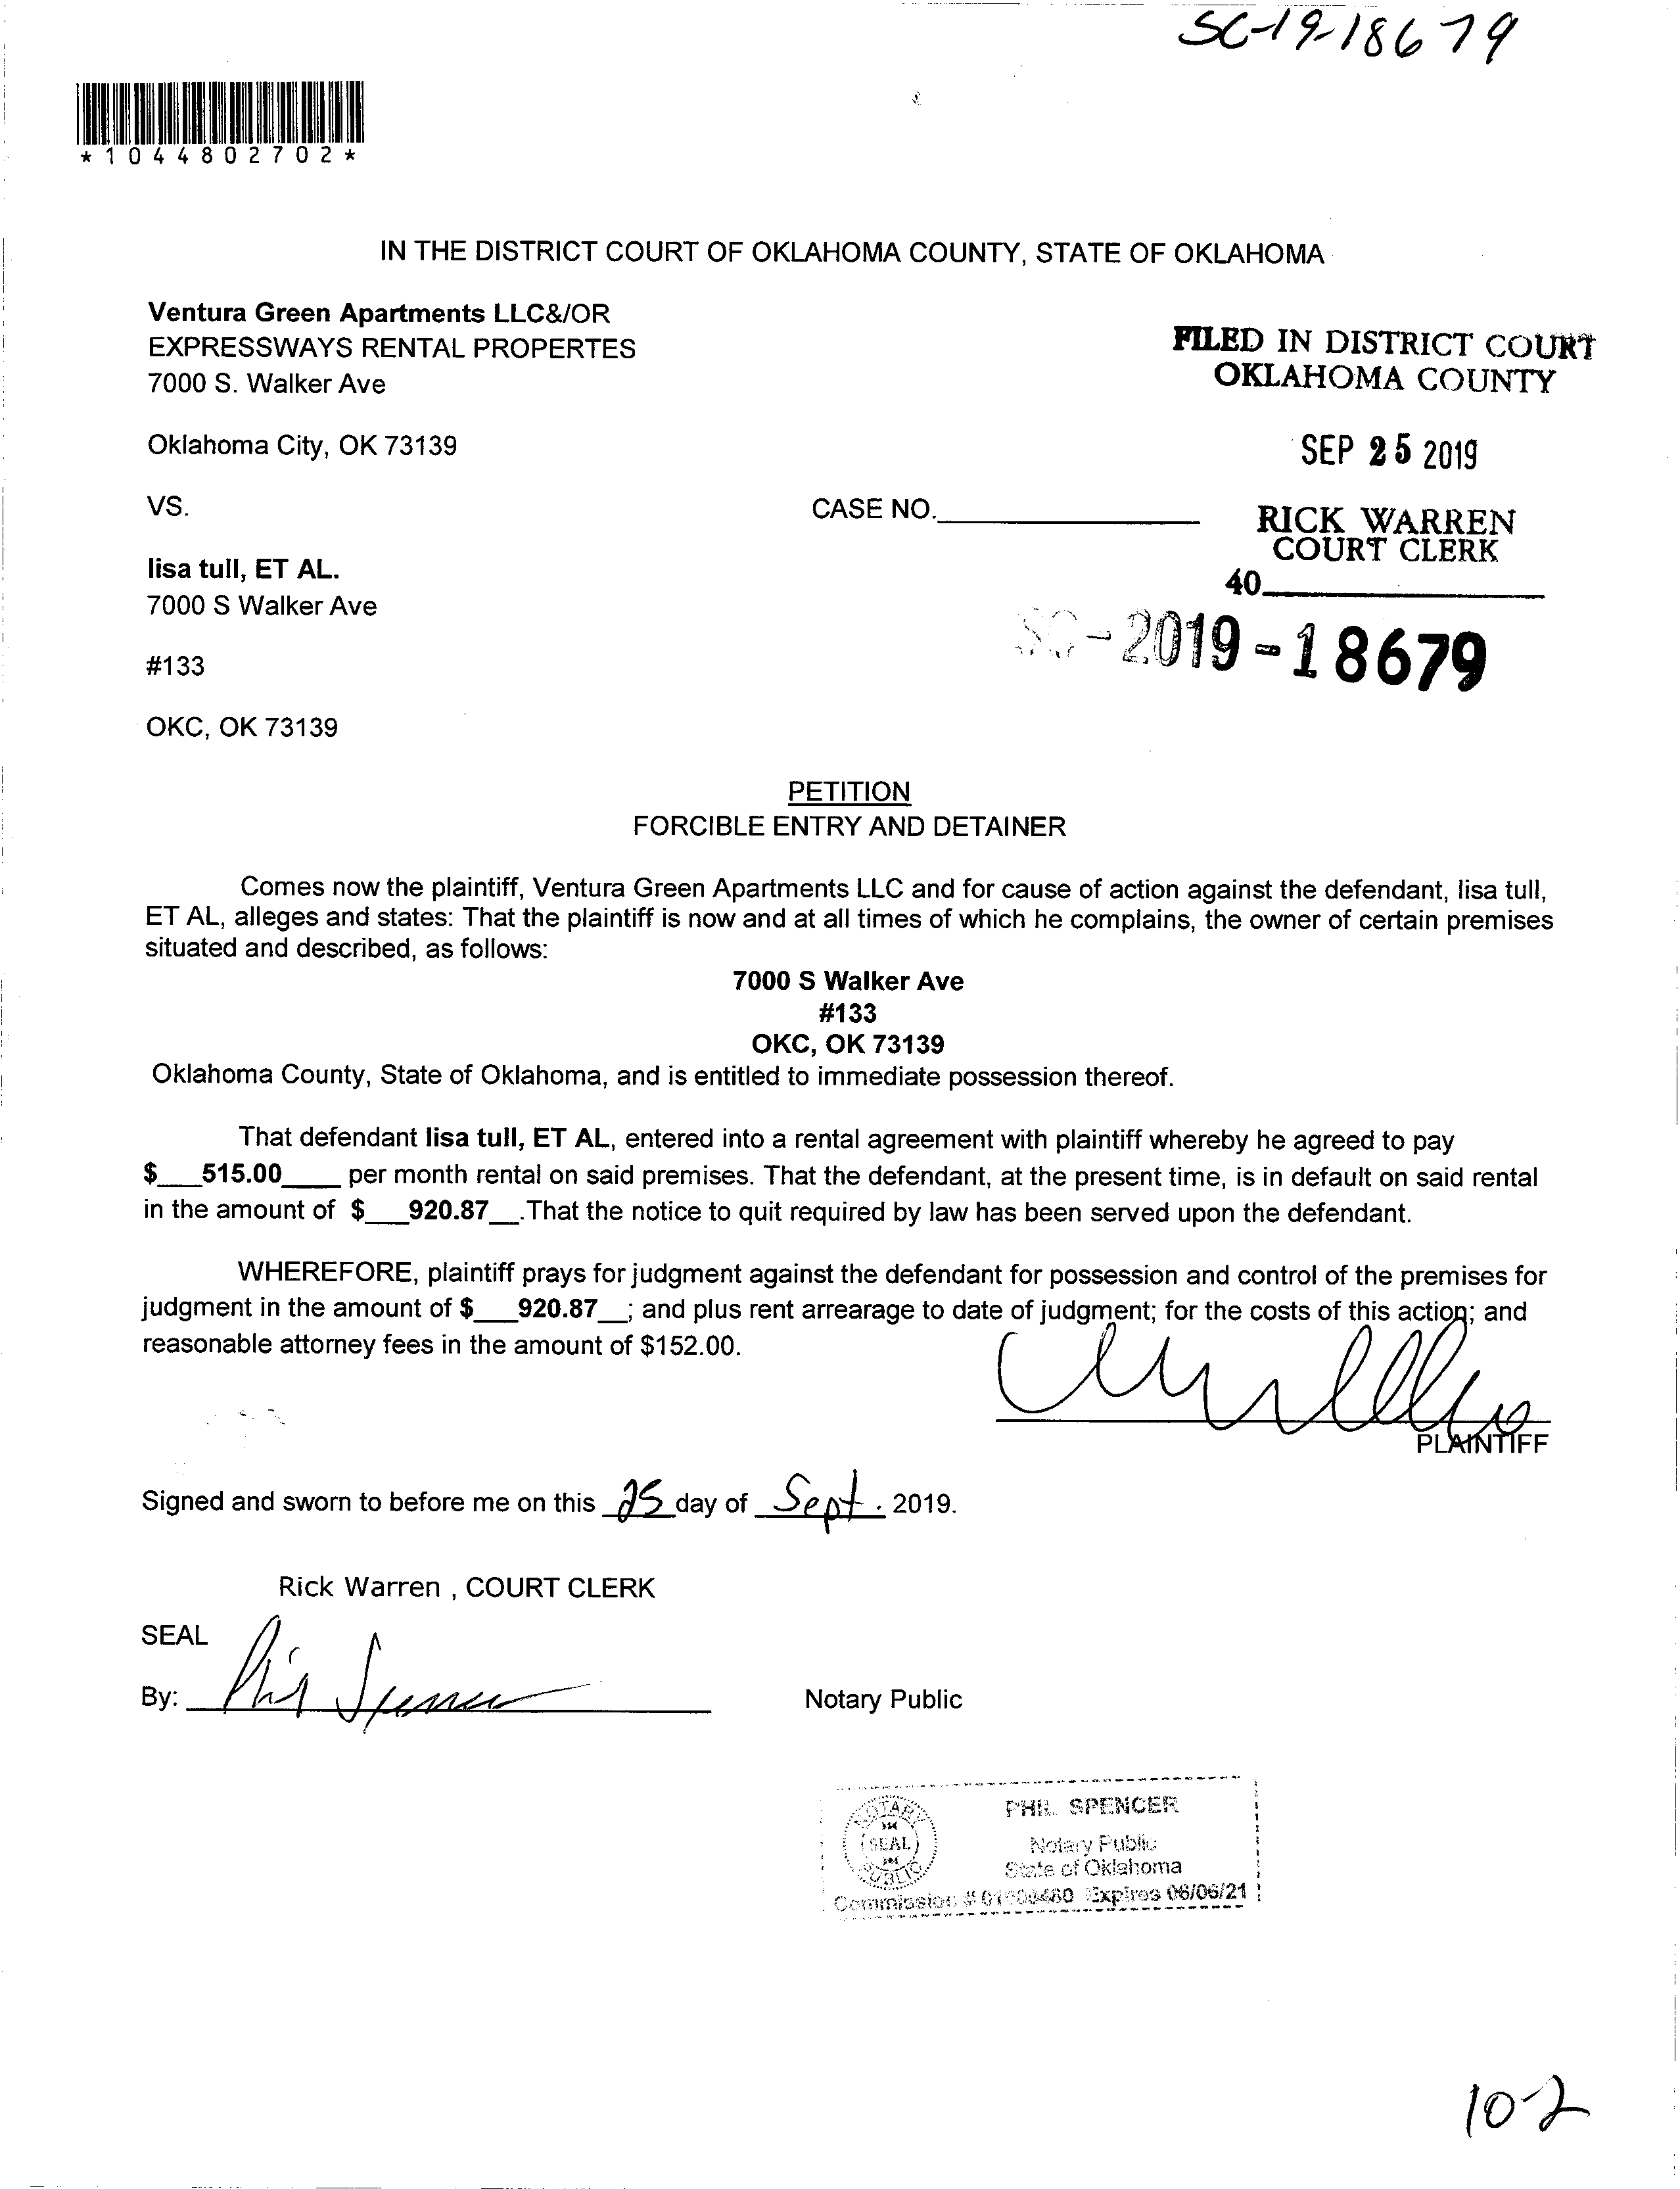 SC-19-18679
*1044802702*
IN THE DISTRICT COURT OF OKLAHOMA COUNTY, STATE OF OKLAHOMA
Ventura Green Apartments LLC&/OR
EXPRESSWAYS RENTAL PROPERTES
7000 S. Walker Ave
Oklahoma City, OK 73139
FILED IN DISTRICT COURT
OKLAHOMA COUNTY
SEP 25 2019
RICK WARREN
COURT CLERK
40
VS.
CASE NO.
lisa tull, ET AL.
7000 S Walker Ave
#133
OKC, OK 73139
SC-2019-18679
PETITION
FORCIBLE ENTRY AND DETAINER
Comes now the plaintiff, Ventura Green Apartments LLC and for cause of action against the defendant, lisa tull,
ET AL, alleges and states: That the plaintiff is now and at all times of which he complains, the owner of certain premises
situated and described, as follows:
7000 S Walker Ave
#133
OKC, OK 73139
Oklahoma County, State of Oklahoma, and is entitled to immediate possession thereof.
That defendant lisa tull, ET AL, entered into a rental agreement with plaintiff whereby he agreed to pay
$___515.00____ per month rental on said premises. That the defendant, at the present time, is in default on said rental
in the amount of $___920.87__.That the notice to quit required by law has been served upon the defendant.
WHEREFORE, plaintiff prays for judgment against the defendant for possession and control of the premises for
judgment in the amount of $___920.87__; and plus rent arrearage to date of judgment; for the costs of this action; and
reasonable attorney fees in the amount of $152.00.
PLAINTIFF
Signed and sworn to before me on this 25 day of Sept. 2019.
Rick Warren , COURT CLERK
SEAL
By: Phil Spencer
Notary Public
NOTARY
SEAL
PUBLIC
PHIL SPENCER
Notary Public
State of Oklahoma
Commission # Expires 06/06/21
102